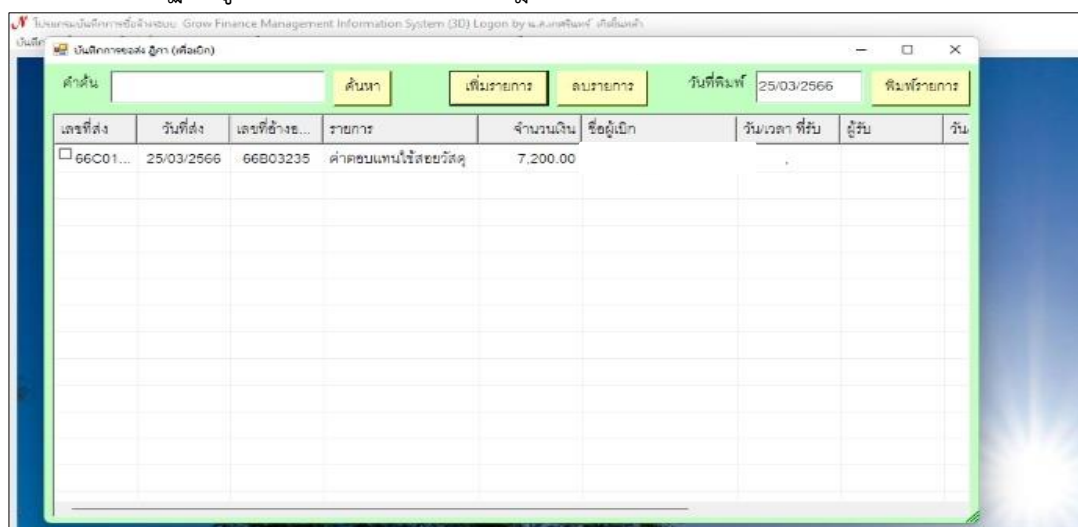 โปรแกรมบันทึกการซื้อจ้างระบบ Grow Finance Management Information System (3D) Logon by น.ส.
บันทึก
บันทึกการขอส่ง ฎีกา (เพื่อเบิก)
คำค้น ค้นหา เพิ่มรายการ ลบรายการ วันที่พิมพ์ 25/03/2566 พิมพ์รายการ
เลขที่ส่ง วันที่ส่ง เลขที่อ้างอ... รายการ จำนวนเงิน ชื่อผู้เบิก วัน/เวลา ที่รับ ผู้รับ วัน/
66C01... 25/03/2566 66B03235 ค่าตอบแทนใช้สอยวัสดุ 7,200.00